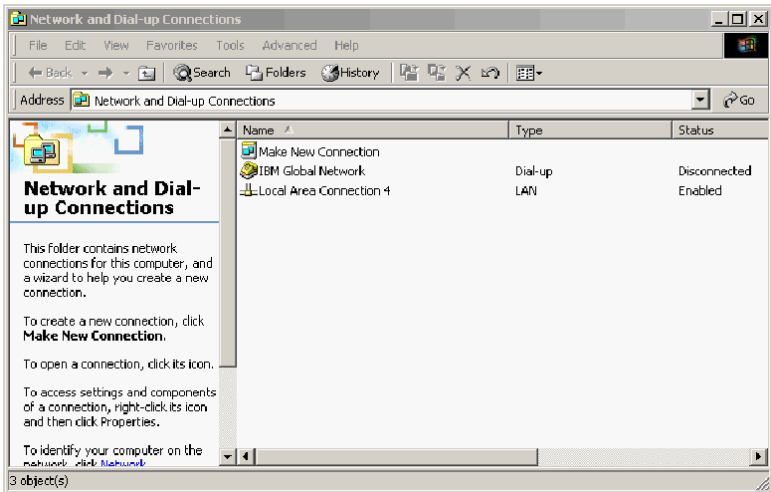 Network and Dial-up Connections
File Edit View Favorites Tools Advanced Help
Back Search Folders History
Address Network and Dial-up Connections Go
Name Type Status
Make New Connection
IBM Global Network Dial-up Disconnected
Local Area Connection 4 LAN Enabled
Network and Dial-
up Connections
This folder contains network
connections for this computer, and
a wizard to help you create a new
connection.
To create a new connection, click
Make New Connection.
To open a connection, click its icon.
To access settings and components
of a connection, right-click its icon
and then click Properties.
To identify your computer on the
network, click Network
3 object(s)